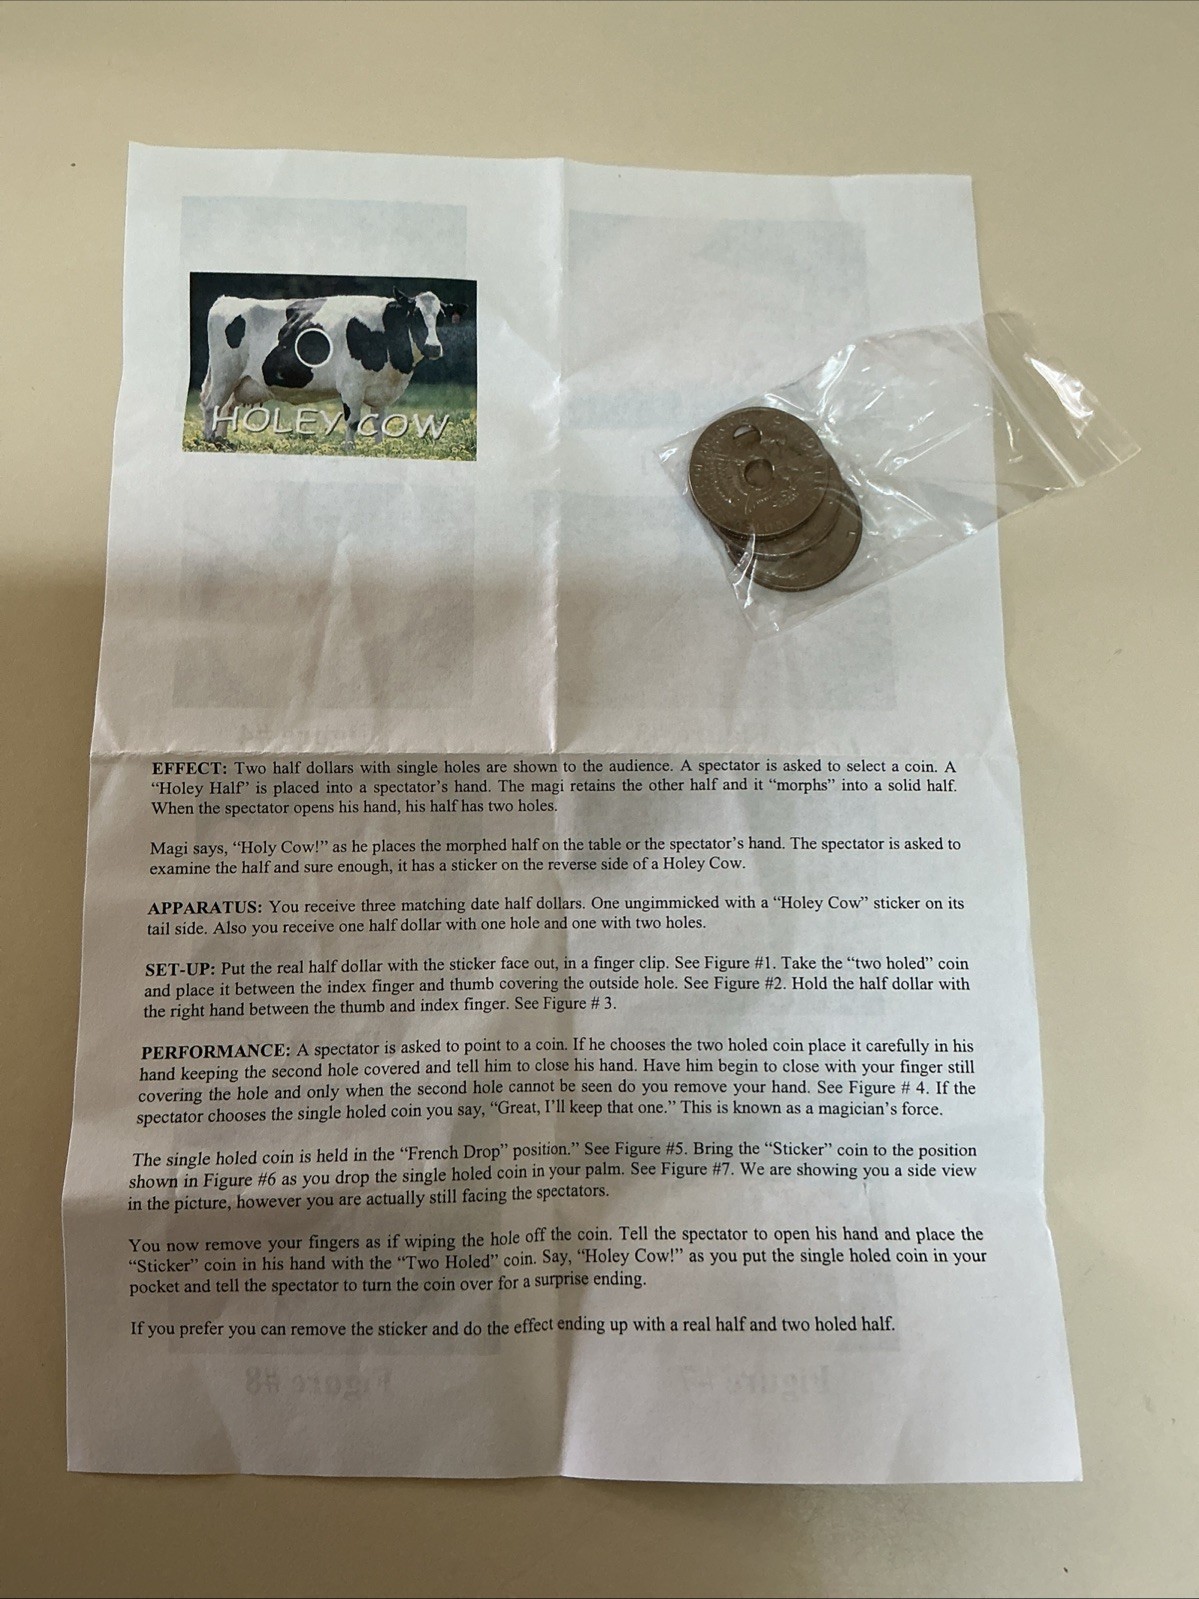 HOLEY COW
EFFECT: Two half dollars with single holes are shown to the audience. A spectator is asked to select a coin. A
“Holey Half” is placed into a spectator’s hand. The magi retains the other half and it “morphs” into a solid half.
When the spectator opens his hand, his half has two holes.
Magi says, “Holy Cow!” as he places the morphed half on the table or the spectator’s hand. The spectator is asked to
examine the half and sure enough, it has a sticker on the reverse side of a Holey Cow.
APPARATUS: You receive three matching date half dollars. One ungimmicked with a “Holey Cow” sticker on its
tail side. Also you receive one half dollar with one hole and one with two holes.
SET-UP: Put the real half dollar with the sticker face out, in a finger clip. See Figure #1. Take the “two holed” coin
and place it between the index finger and thumb covering the outside hole. See Figure #2. Hold the half dollar with
the right hand between the thumb and index finger. See Figure # 3.
PERFORMANCE: A spectator is asked to point to a coin. If he chooses the two holed coin place it carefully in his
hand keeping the second hole covered and tell him to close his hand. Have him begin to close with your finger still
covering the hole and only when the second hole cannot be seen do you remove your hand. See Figure # 4. If the
spectator chooses the single holed coin you say, “Great, I’ll keep that one.” This is known as a magician’s force.
The single holed coin is held in the “French Drop” position.” See Figure #5. Bring the “Sticker” coin to the position
shown in Figure #6 as you drop the single holed coin in your palm. See Figure #7. We are showing you a side view
in the picture, however you are actually still facing the spectators.
You now remove your fingers as if wiping the hole off the coin. Tell the spectator to open his hand and place the
“Sticker” coin in his hand with the “Two Holed” coin. Say, “Holey Cow!” as you put the single holed coin in your
pocket and tell the spectator to turn the coin over for a surprise ending.
If you prefer you can remove the sticker and do the effect ending up with a real half and two holed half.
Figure #8
Figure #7